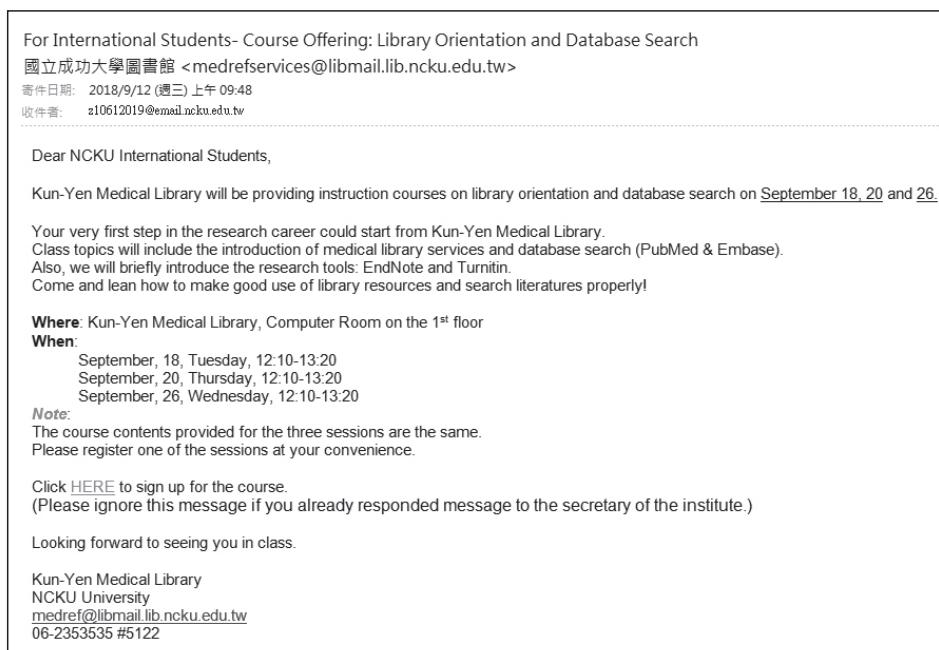 For International Students- Course Offering: Library Orientation and Database Search
國立成功大學圖書館 <medrefservices@libmail.lib.ncku.edu.tw>
寄件日期: 2018/9/12 (週三) 上午 09:48
收件者: z10612019@email.ncku.edu.tw
Dear NCKU International Students,
Kun-Yen Medical Library will be providing instruction courses on library orientation and database search on September 18, 20 and 26.
Your very first step in the research career could start from Kun-Yen Medical Library.
Class topics will include the introduction of medical library services and database search (PubMed & Embase).
Also, we will briefly introduce the research tools: EndNote and Turnitin.
Come and lean how to make good use of library resources and search literatures properly!
Where: Kun-Yen Medical Library, Computer Room on the 1st floor
When:
September, 18, Tuesday, 12:10-13:20
September, 20, Thursday, 12:10-13:20
September, 26, Wednesday, 12:10-13:20
Note:
The course contents provided for the three sessions are the same.
Please register one of the sessions at your convenience.
Click HERE to sign up for the course.
(Please ignore this message if you already responded message to the secretary of the institute.)
Looking forward to seeing you in class.
Kun-Yen Medical Library
NCKU University
medref@libmail.lib.ncku.edu.tw
06-2353535 #5122